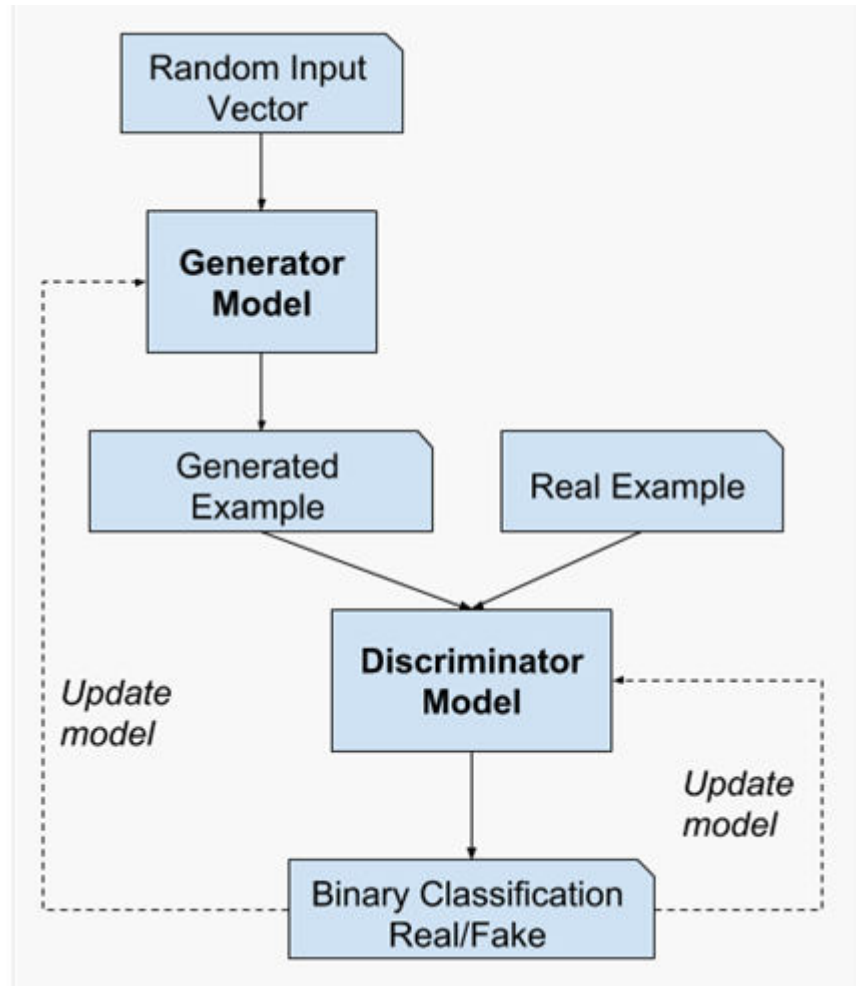 Random Input
Vector
Generator
Model
Generated
Example
Real Example
Discriminator
Model
Update
model
Update
model
Binary Classification
Real/Fake